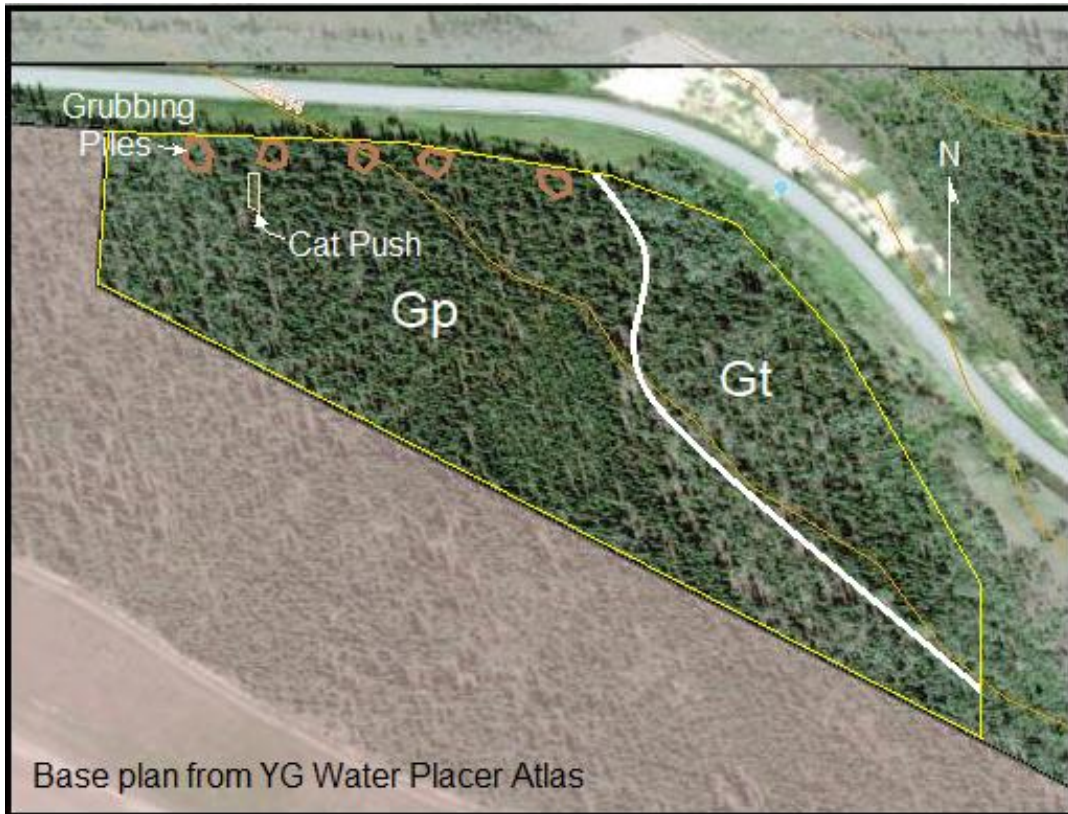 Grubbing
Piles
N
Cat Push
Gp
Gt
Base plan from YG Water Placer Atlas